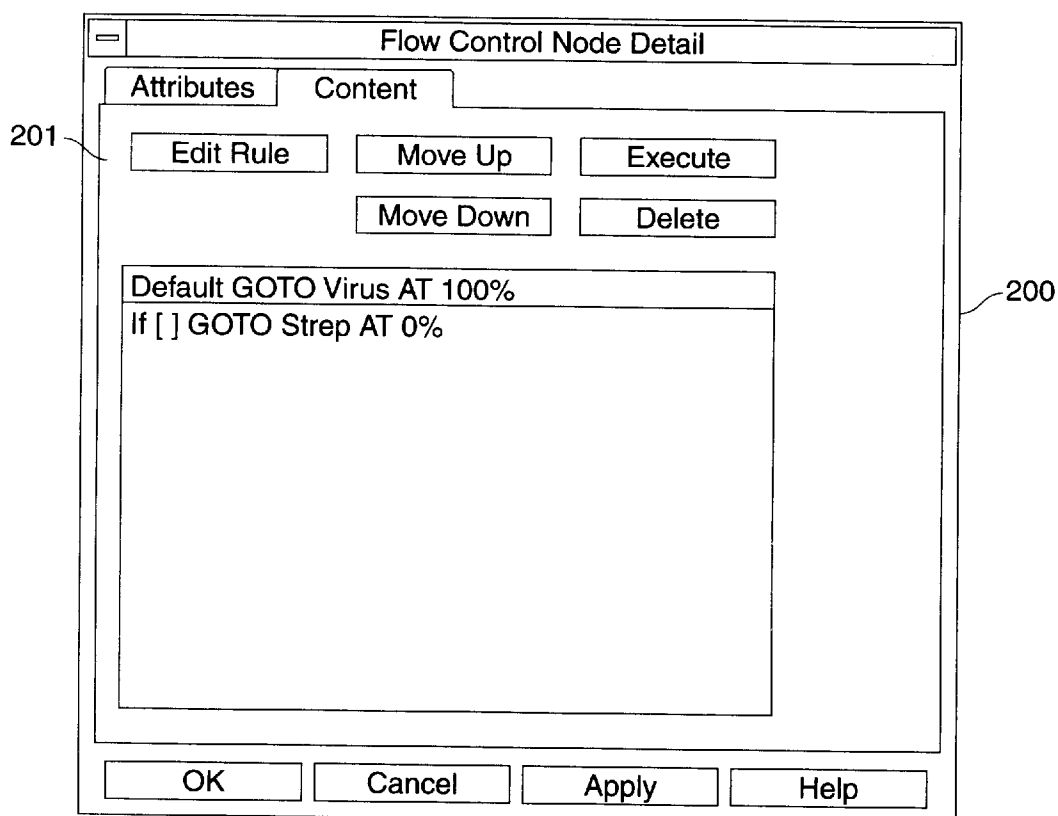 Flow Control Node Detail
Attributes Content
201
Edit Rule Move Up Execute
Move Down Delete
Default GOTO Virus AT 100%
200
If [ ] GOTO Strep AT 0%
OK Cancel Apply Help